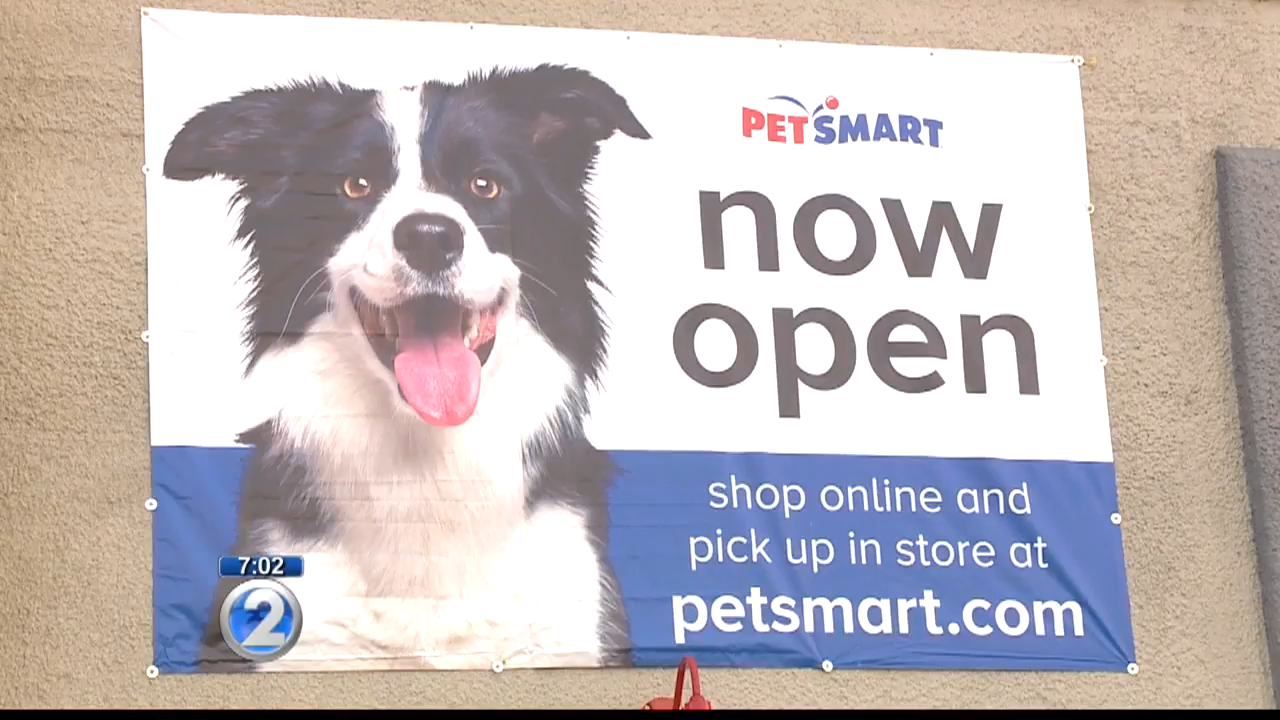 PETSMART
now
open
shop online and
pick up in store at
petsmart.com
7:02
2